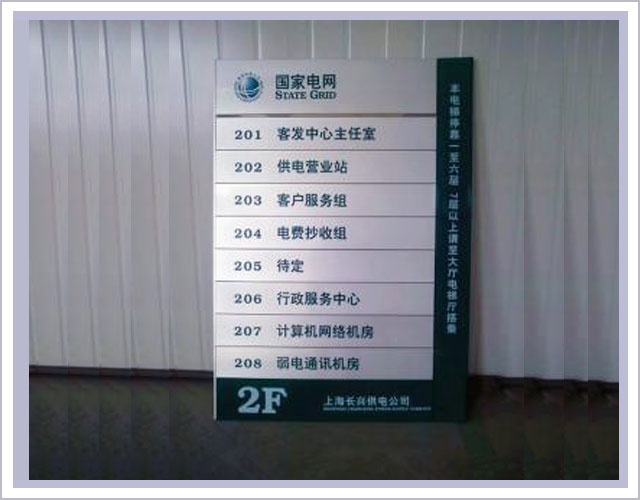 国家电网
STATE GRID
201 客发中心主任室
202 供电营业站
203 客户服务组
204 电费抄收组
205 待定
206 行政服务中心
207 计算机网络机房
208 弱电通讯机房
2F
上海长兴供电公司
本电梯停靠一至六层 7层以上请至大厅电梯厅搭乘